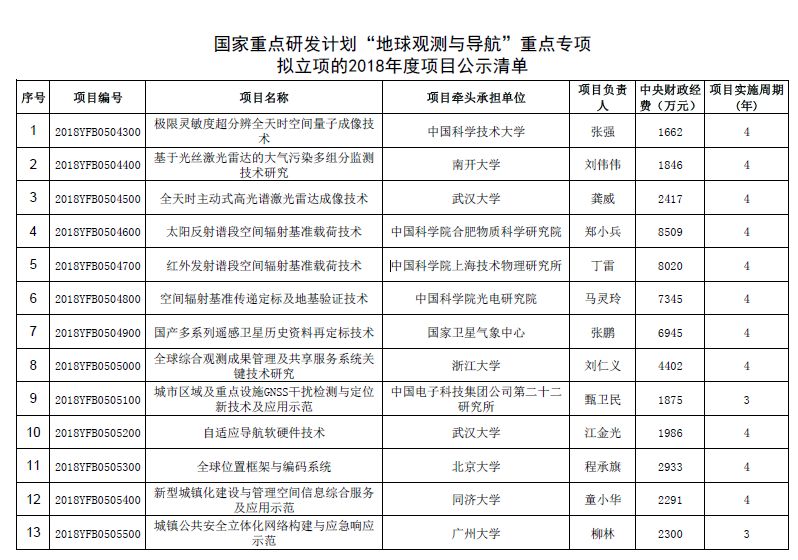 国家重点研发计划“地球观测与导航”重点专项
拟立项的2018年度项目公示清单
序号 项目编号 项目名称 项目牵头承担单位 项目负责人 中央财政经费（万元） 项目实施周期(年)
1 2018YFB0504300 极限灵敏度超分辨全天时空间量子成像技术 中国科学技术大学 张强 1662 4
2 2018YFB0504400 基于光丝激光雷达的大气污染多组分监测技术研究 南开大学 刘伟伟 1846 4
3 2018YFB0504500 全天时主动式高光谱激光雷达成像技术 武汉大学 龚威 2417 4
4 2018YFB0504600 太阳反射谱段空间辐射基准载荷技术 中国科学院合肥物质科学研究院 郑小兵 8509 4
5 2018YFB0504700 红外发射谱段空间辐射基准载荷技术 中国科学院上海技术物理研究所 丁雷 8020 4
6 2018YFB0504800 空间辐射基准传递定标及地基验证技术 中国科学院光电研究院 马灵玲 7345 4
7 2018YFB0504900 国产多系列遥感卫星历史资料再定标技术 国家卫星气象中心 张鹏 6945 4
8 2018YFB0505000 全球综合观测成果管理及共享服务系统关键技术研究 浙江大学 刘仁义 4402 4
9 2018YFB0505100 城市区域及重点设施GNSS干扰检测与定位新技术及应用示范 中国电子科技集团公司第二十二研究所 甄卫民 1875 3
10 2018YFB0505200 自适应导航软硬件技术 武汉大学 江金光 1986 4
11 2018YFB0505300 全球位置框架与编码系统 北京大学 程承旗 2933 4
12 2018YFB0505400 新型城镇化建设与管理空间信息综合服务及应用示范 同济大学 童小华 2291 4
13 2018YFB0505500 城镇公共安全立体化网络构建与应急响应示范 广州大学 柳林 2300 3